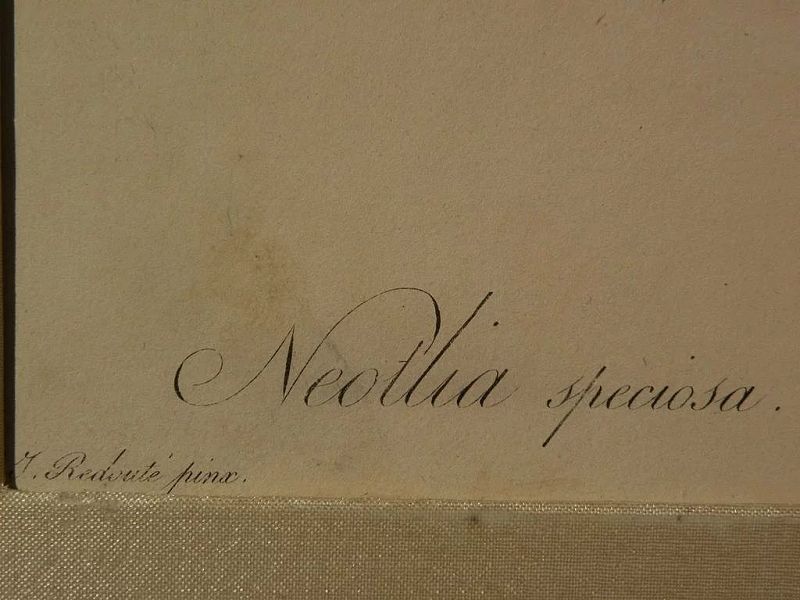 Neottia speciosa.
J. Redouté pinx.